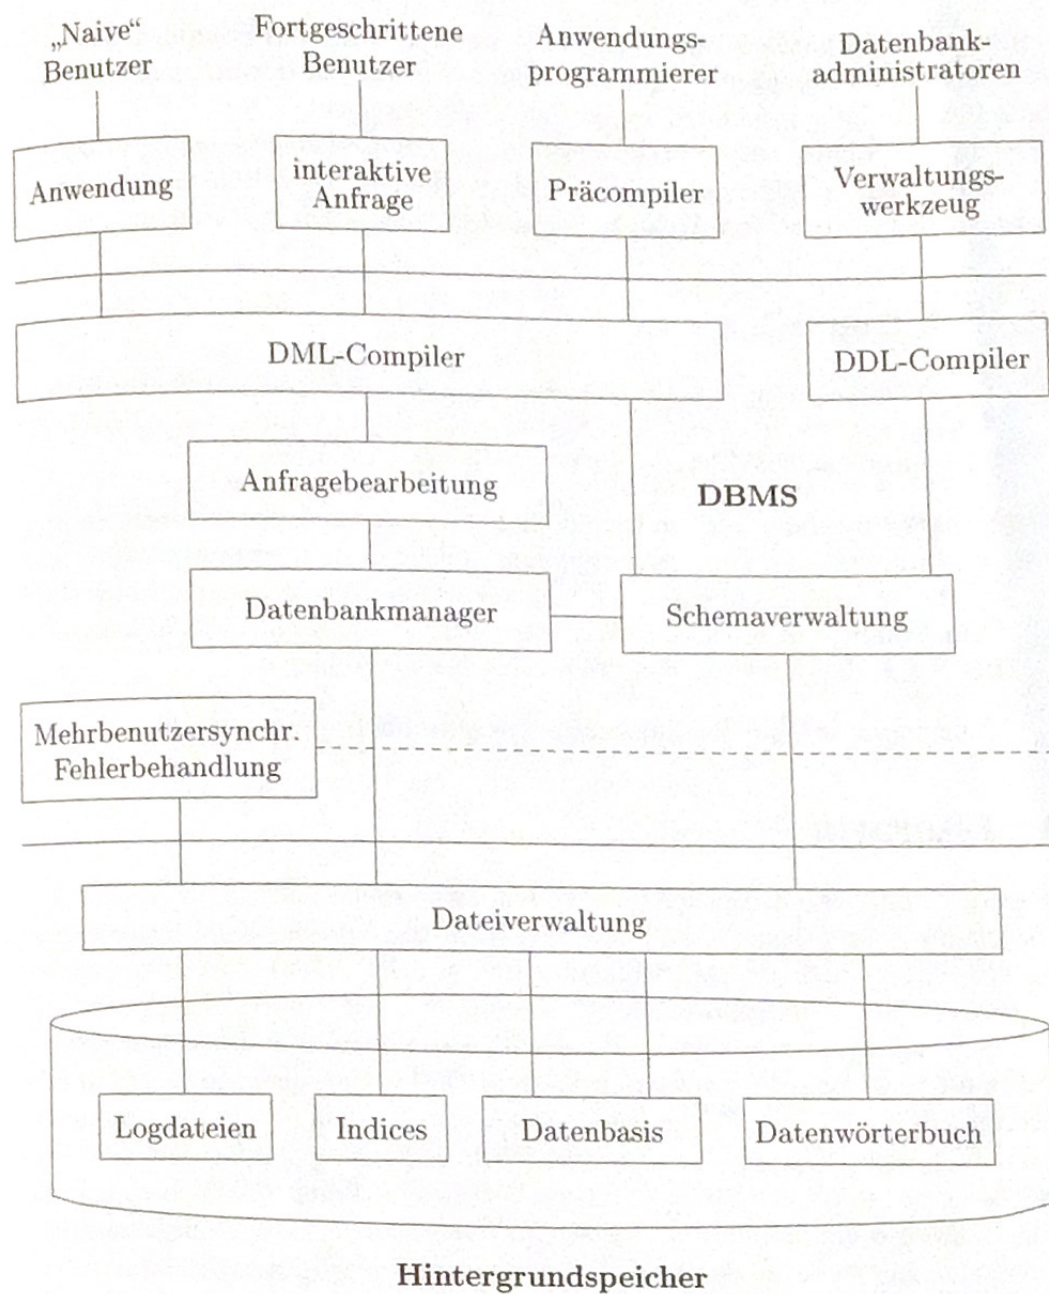 „Naive“
Benutzer
Fortgeschrittene
Benutzer
Anwendungs-
programmierer
Datenbank-
administratoren
Anwendung
interaktive
Anfrage
Präcompiler
Verwaltungs-
werkzeug
DML-Compiler
DDL-Compiler
Anfragebearbeitung
DBMS
Datenbankmanager
Schemaverwaltung
Mehrbenutzersynchr.
Fehlerbehandlung
Dateiverwaltung
Logdateien
Indices
Datenbasis
Datenwörterbuch
Hintergrundspeicher